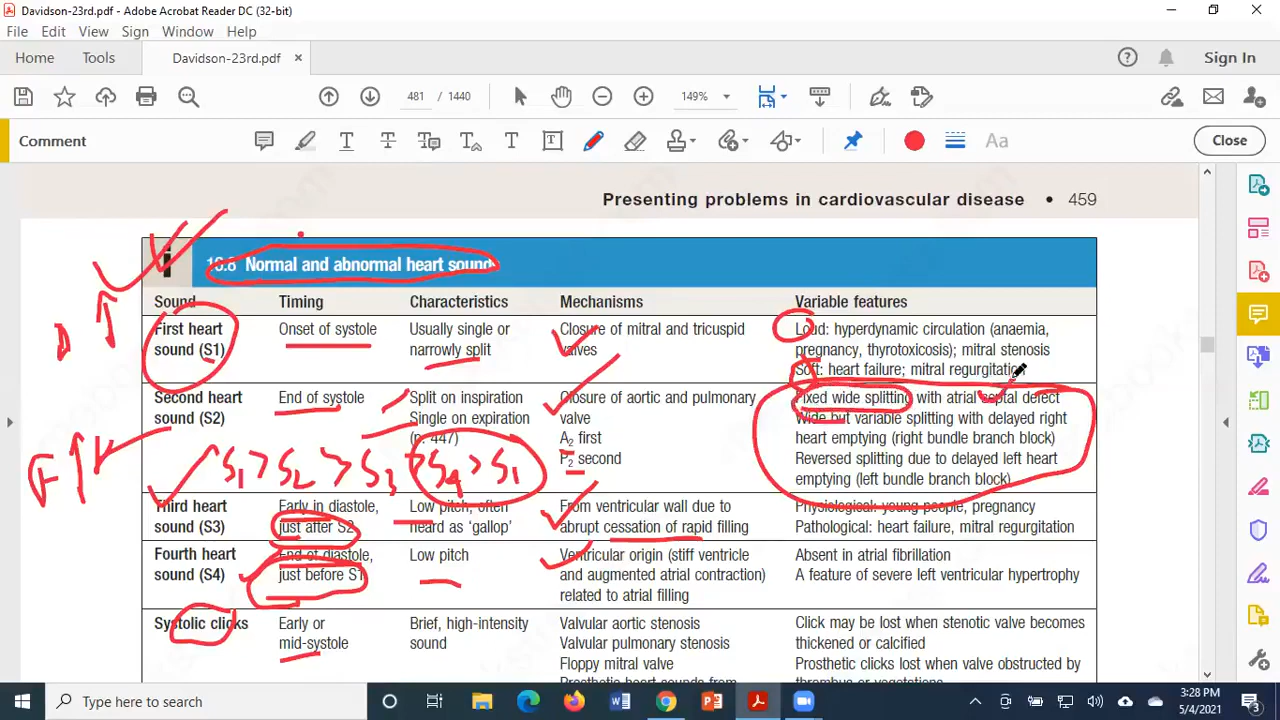 Davidson-23rd.pdf - Adobe Acrobat Reader DC (32-bit)
File Edit View Sign Window Help
Home Tools Davidson-23rd.pdf × Sign In
481 / 1440 149%
Comment Aa Close
Presenting problems in cardiovascular disease • 459
i 10.8 Normal and abnormal heart sounds
Sound Timing Characteristics Mechanisms Variable features
First heart Onset of systole Usually single or Closure of mitral and tricuspid Loud: hyperdynamic circulation (anaemia,
sound (S1) narrowly split valves pregnancy, thyrotoxicosis); mitral stenosis
Soft: heart failure; mitral regurgitation
Second heart End of systole Split on inspiration Closure of aortic and pulmonary Fixed wide splitting with atrial septal defect
sound (S2) Single on expiration valve Wide but variable splitting with delayed right
(p. 447) A2 first heart emptying (right bundle branch block)
P2 second Reversed splitting due to delayed left heart
emptying (left bundle branch block)
S1 > S2 > S3 > S4 > S1
Third heart Early in diastole, Low pitch, often From ventricular wall due to Physiological: young people, pregnancy
sound (S3) just after S2 heard as ‘gallop’ abrupt cessation of rapid filling Pathological: heart failure, mitral regurgitation
Fourth heart End of diastole, Low pitch Ventricular origin (stiff ventricle Absent in atrial fibrillation
sound (S4) just before S1 and augmented atrial contraction) A feature of severe left ventricular hypertrophy
related to atrial filling
Systolic clicks Early or Brief, high-intensity Valvular aortic stenosis Click may be lost when stenotic valve becomes
mid-systole sound Valvular pulmonary stenosis thickened or calcified
Floppy mitral valve Prosthetic clicks lost when valve obstructed by
Prosthetic heart sounds from thrombus or vegetations
Type here to search 3:28 PM
5/4/2021